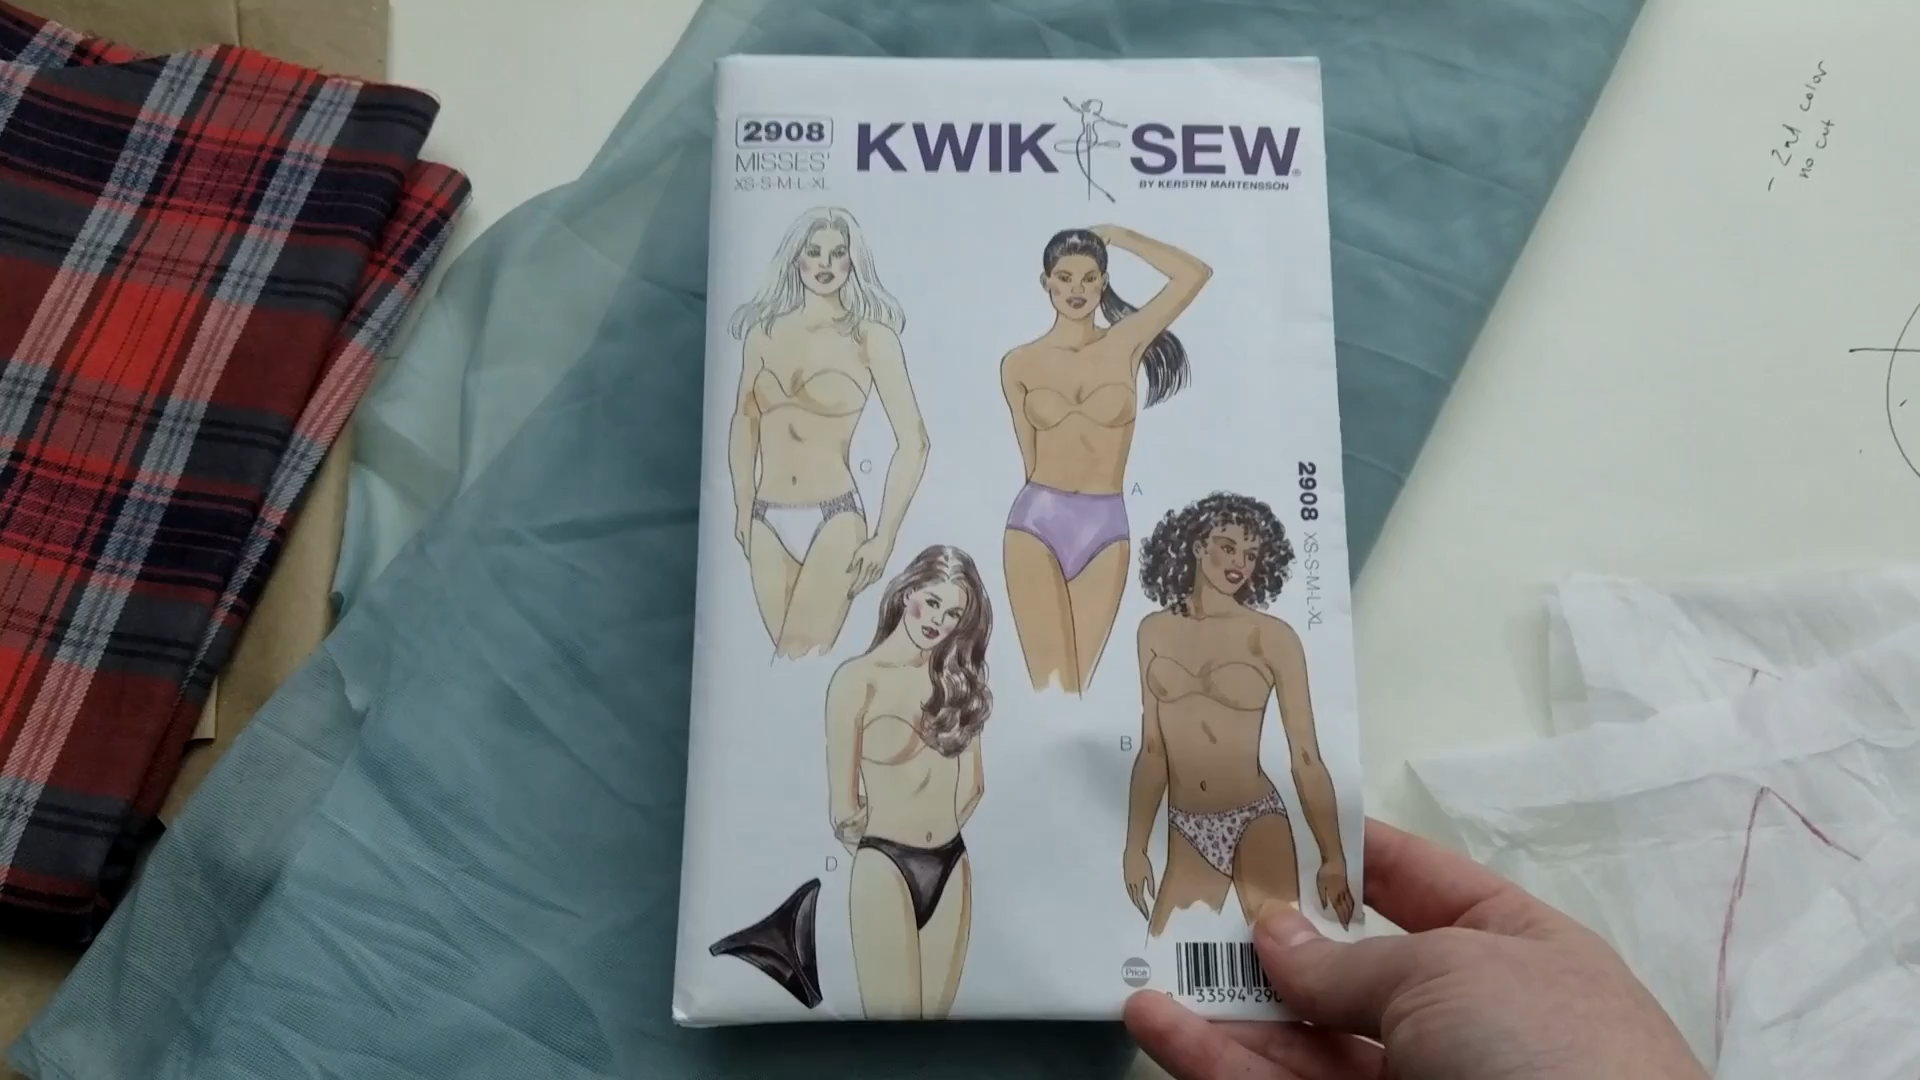 2908
MISSES'
XS-S-M-L-XL
KWIK SEW
BY KERSTIN MARTENSSON
C
A
B
D
2908 XS-S-M-L-XL
Price
33594 290
- 2nd color
no cut